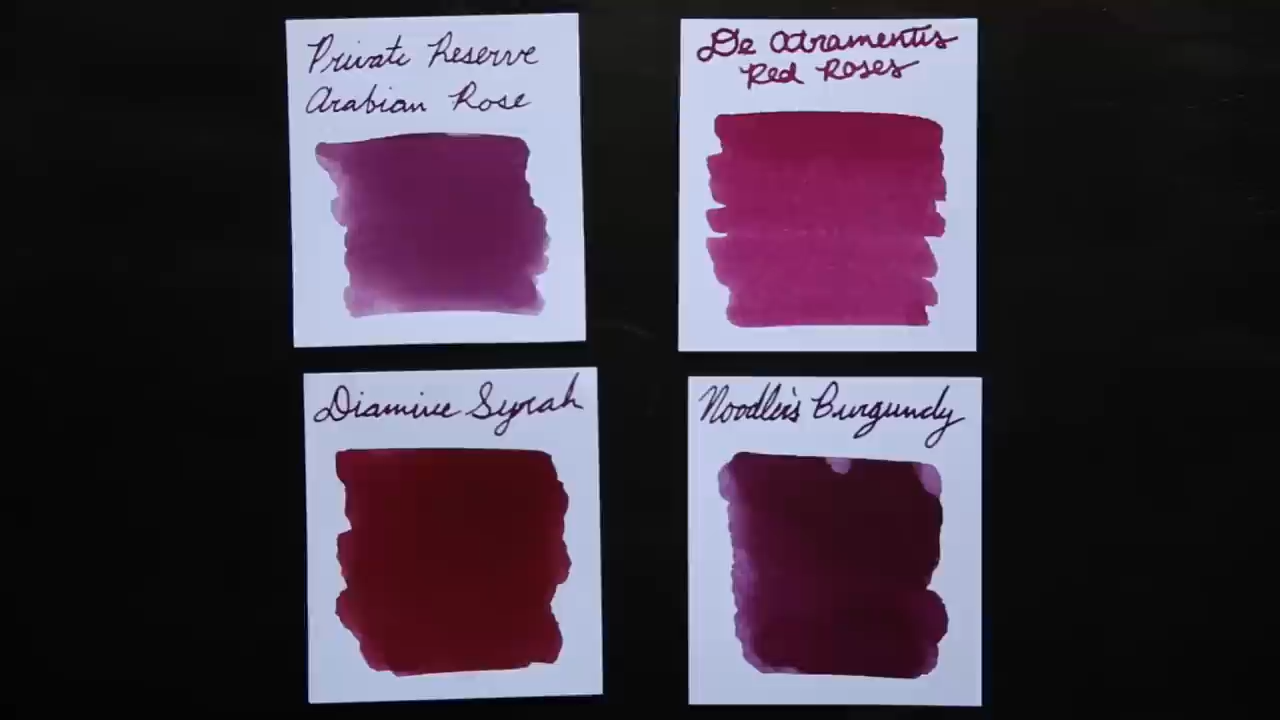 Private Reserve
Arabian Rose
De Atramentis
Red Roses
Diamine Syrah
Noodler's Burgundy